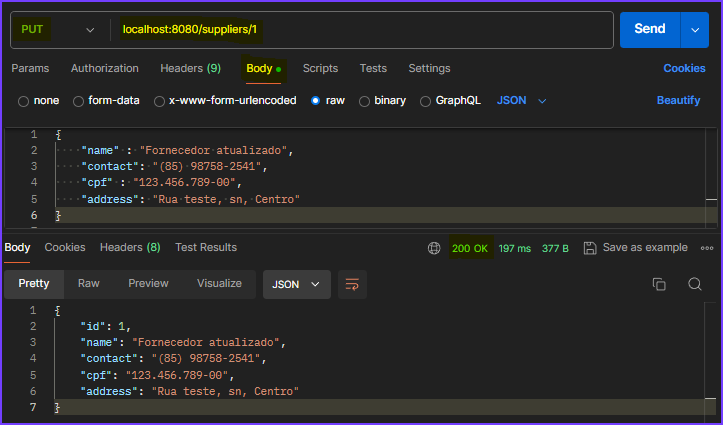 PUT localhost:8080/suppliers/1 Send
Params Authorization Headers (9) Body Scripts Tests Settings Cookies
none form-data x-www-form-urlencoded raw binary GraphQL JSON Beautify
1 {
2 ····"name"·:·"Fornecedor·atualizado",
3 ····"contact":·"(85)·98758-2541",
4 ····"cpf"·:·"123.456.789-00",
5 ····"address":·"Rua·teste,·sn,·Centro"
6 }
Body Cookies Headers (8) Test Results 200 OK 197 ms 377 B Save as example
Pretty Raw Preview Visualize JSON
1 {
2 "id": 1,
3 "name": "Fornecedor atualizado",
4 "contact": "(85) 98758-2541",
5 "cpf": "123.456.789-00",
6 "address": "Rua teste, sn, Centro"
7 }